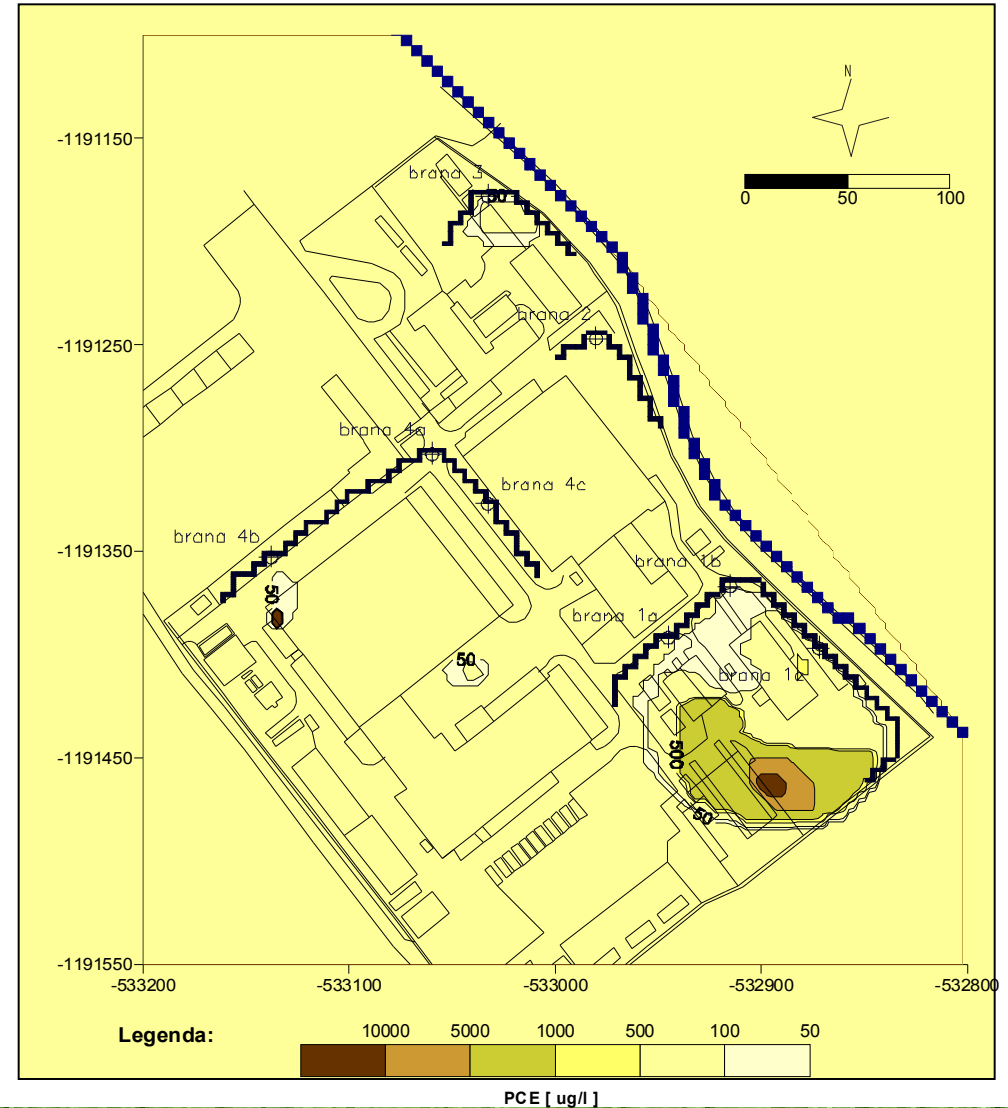 N
-1191150
brana 3
50
0 50 100
brana 2
-1191250
brana 4a
brana 4c
brana 4b
-1191350
brana 1b
50
brana 1a
50
brana 1c
500
-1191450
50
-1191550
-533200 -533100 -533000 -532900 -532800
Legenda:
10000 5000 1000 500 100 50
PCE [ ug/l ]